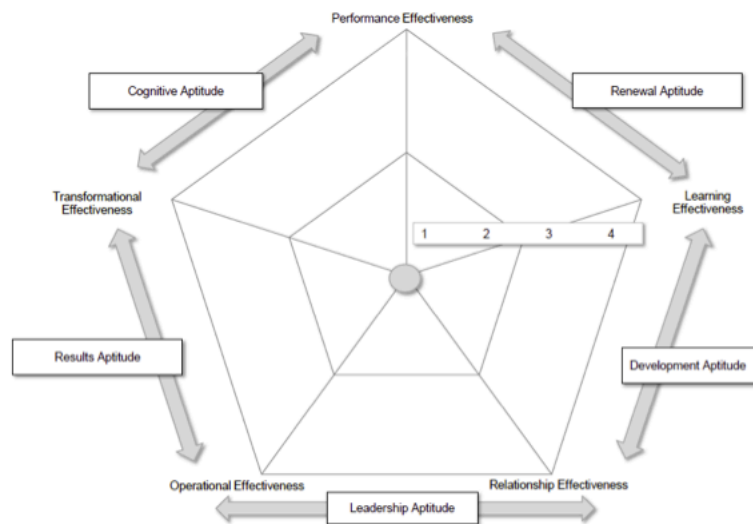 Performance Effectiveness
Cognitive Aptitude
Renewal Aptitude
Transformational
Effectiveness
Learning
Effectiveness
1 2 3 4
Results Aptitude
Development Aptitude
Operational Effectiveness
Relationship Effectiveness
Leadership Aptitude